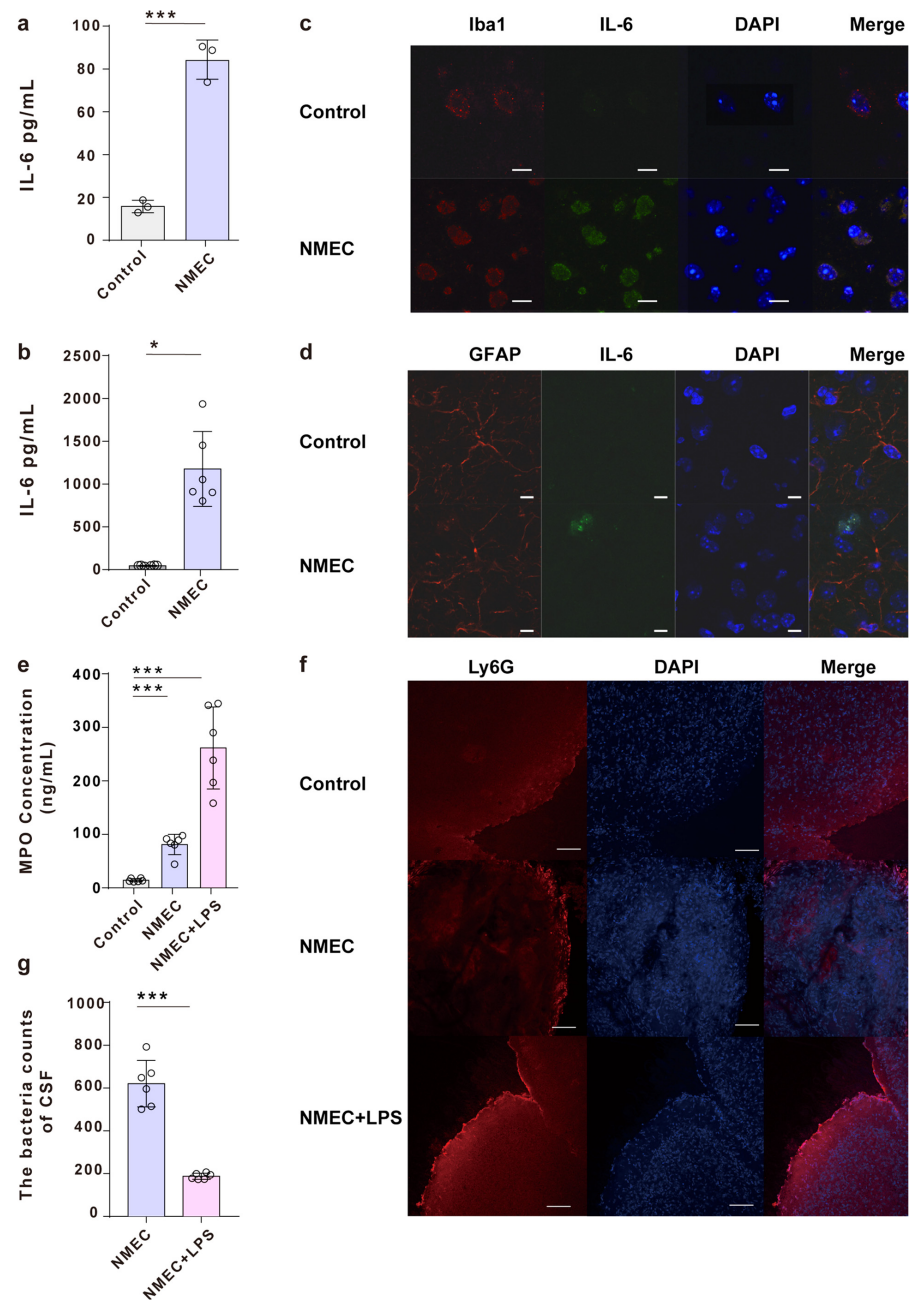 a
***
100
80
60
40
20
0
IL-6 pg/mL
Control
NMEC
c
Iba1 IL-6 DAPI Merge
Control
NMEC
b
*
2500
2000
1500
1000
500
0
IL-6 pg/mL
Control
NMEC
d
GFAP IL-6 DAPI Merge
Control
NMEC
e
***
***
400
300
200
100
0
MPO Concentration
(ng/mL)
Control
NMEC
NMEC+LPS
f
Ly6G DAPI Merge
Control
NMEC
NMEC+LPS
g
***
1000
800
600
400
200
0
The bacteria counts
of CSF
NMEC
NMEC+LPS